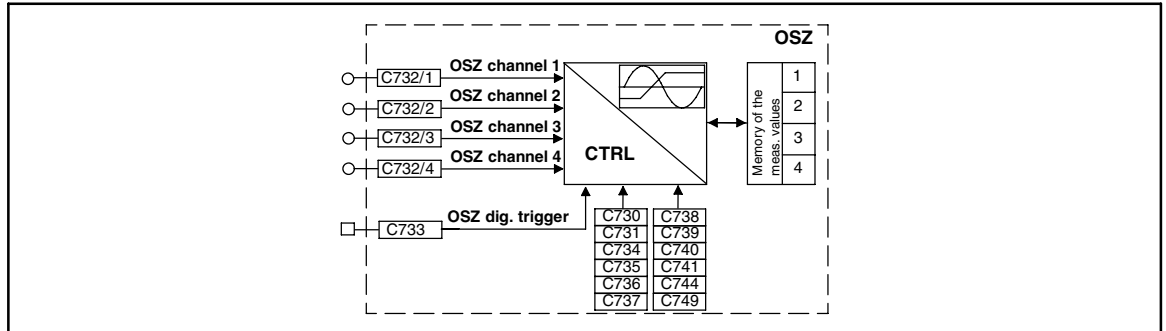 OSZ
C732/1 OSZ channel 1
C732/2 OSZ channel 2
C732/3 OSZ channel 3
C732/4 OSZ channel 4
CTRL
Memory of the
meas. values
1
2
3
4
C733 OSZ dig. trigger
C730 C738
C731 C739
C734 C740
C735 C741
C736 C744
C737 C749